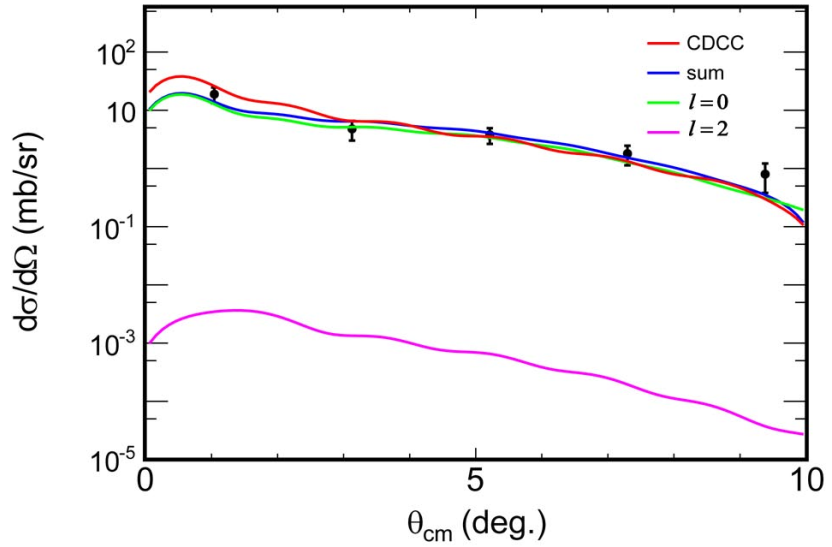 dσ/dΩ (mb/sr)
10²
10
10⁻¹
10⁻³
10⁻⁵
CDCC
sum
l=0
l=2
0
5
10
θcm (deg.)